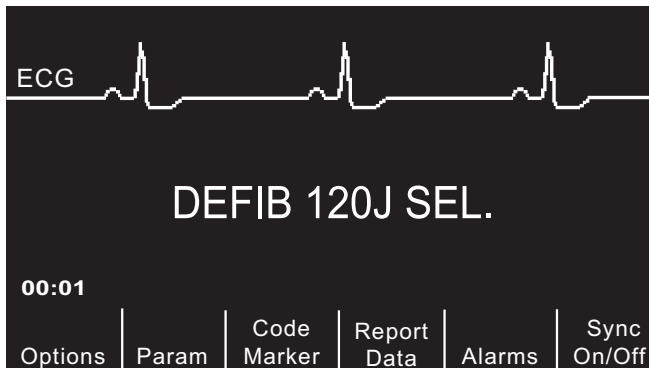 ECG
DEFIB 120J SEL.
00:01
Options Param Code Marker Report Data Alarms Sync On/Off